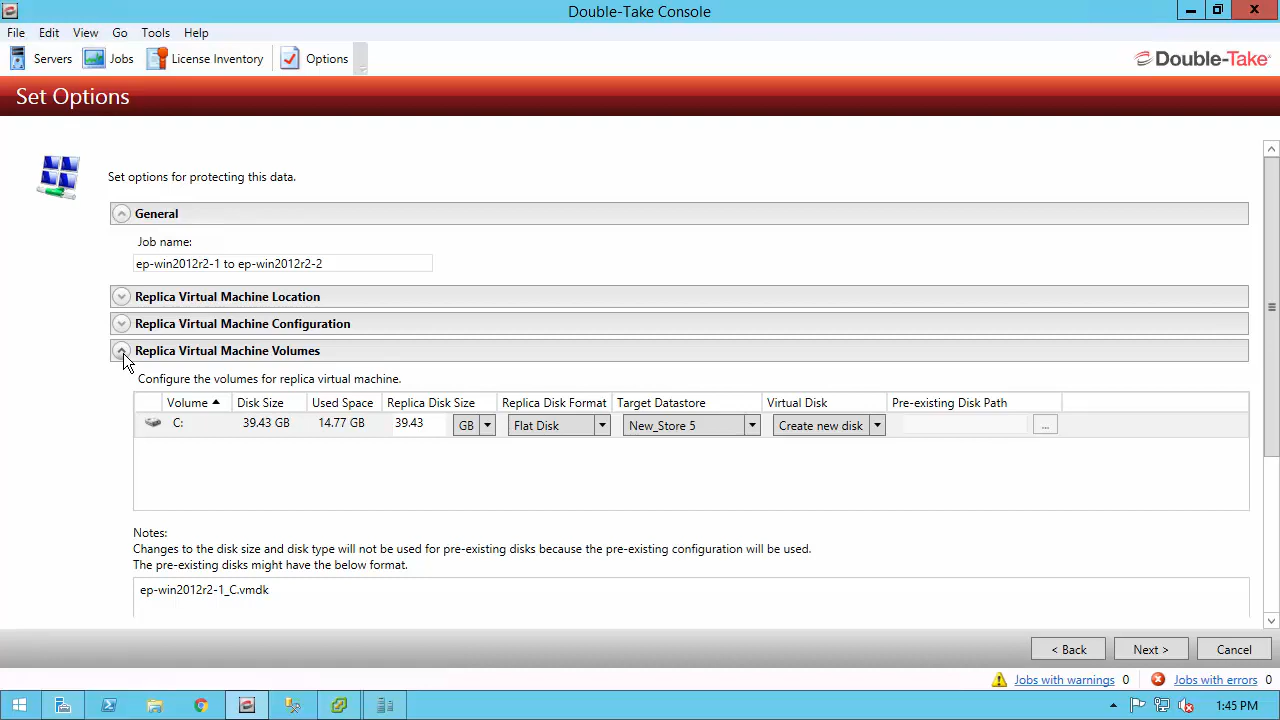 Double-Take Console
File Edit View Go Tools Help
Servers Jobs License Inventory Options
Double-Take
Set Options
Set options for protecting this data.
General
Job name:
ep-win2012r2-1 to ep-win2012r2-2
Replica Virtual Machine Location
Replica Virtual Machine Configuration
Replica Virtual Machine Volumes
Configure the volumes for replica virtual machine.
Volume Disk Size Used Space Replica Disk Size Replica Disk Format Target Datastore Virtual Disk Pre-existing Disk Path
C: 39.43 GB 14.77 GB 39.43 GB Flat Disk New_Store 5 Create new disk ...
Notes:
Changes to the disk size and disk type will not be used for pre-existing disks because the pre-existing configuration will be used.
The pre-existing disks might have the below format.
ep-win2012r2-1_C.vmdk
< Back Next > Cancel
Jobs with warnings 0 Jobs with errors 0
1:45 PM